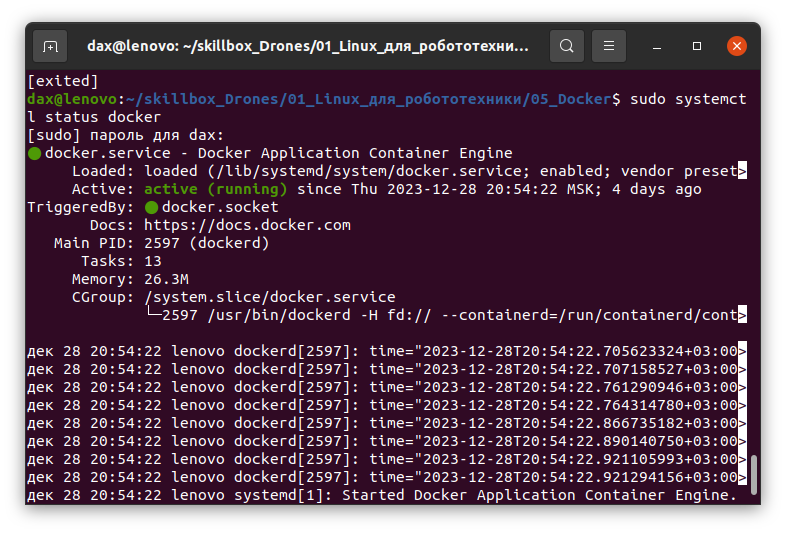 dax@lenovo: ~/skillbox_Drones/01_Linux_для_робототехни…
[exited]
dax@lenovo:~/skillbox_Drones/01_Linux_для_робототехники/05_Docker$ sudo systemct
l status docker
[sudo] пароль для dax:
● docker.service - Docker Application Container Engine
     Loaded: loaded (/lib/systemd/system/docker.service; enabled; vendor preset>
     Active: active (running) since Thu 2023-12-28 20:54:22 MSK; 4 days ago
TriggeredBy: ● docker.socket
       Docs: https://docs.docker.com
   Main PID: 2597 (dockerd)
      Tasks: 13
     Memory: 26.3M
     CGroup: /system.slice/docker.service
             └─2597 /usr/bin/dockerd -H fd:// --containerd=/run/containerd/cont>
дек 28 20:54:22 lenovo dockerd[2597]: time="2023-12-28T20:54:22.705623324+03:00>
дек 28 20:54:22 lenovo dockerd[2597]: time="2023-12-28T20:54:22.707158527+03:00>
дек 28 20:54:22 lenovo dockerd[2597]: time="2023-12-28T20:54:22.761290946+03:00>
дек 28 20:54:22 lenovo dockerd[2597]: time="2023-12-28T20:54:22.764314780+03:00>
дек 28 20:54:22 lenovo dockerd[2597]: time="2023-12-28T20:54:22.866735182+03:00>
дек 28 20:54:22 lenovo dockerd[2597]: time="2023-12-28T20:54:22.890140750+03:00>
дек 28 20:54:22 lenovo dockerd[2597]: time="2023-12-28T20:54:22.921105993+03:00>
дек 28 20:54:22 lenovo dockerd[2597]: time="2023-12-28T20:54:22.921294156+03:00>
дек 28 20:54:22 lenovo systemd[1]: Started Docker Application Container Engine.